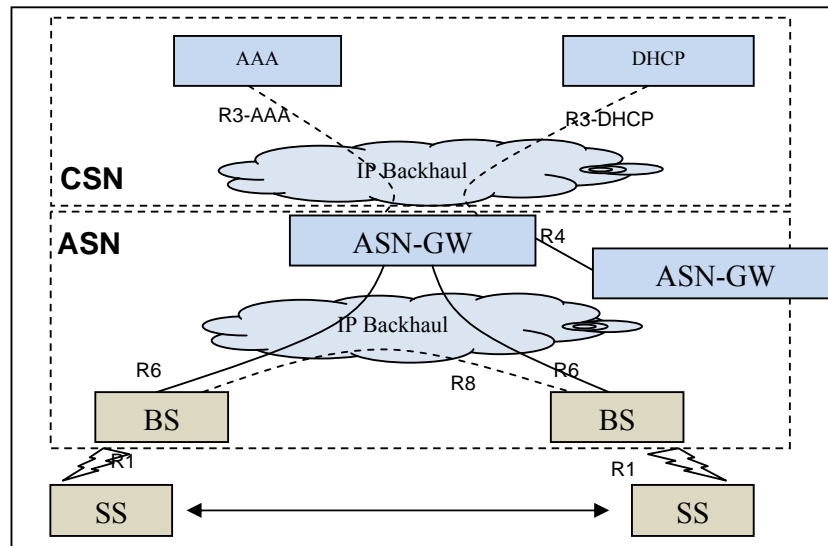 AAA
DHCP
R3-AAA
R3-DHCP
IP Backhaul
CSN
ASN
ASN-GW
R4
ASN-GW
IP Backhaul
R6
R8
R6
BS
BS
R1
R1
SS
SS